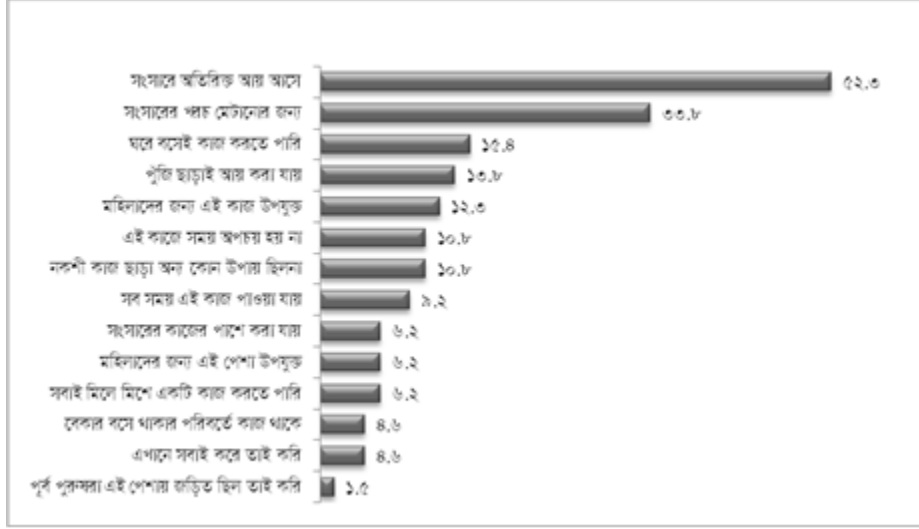 সংসারে অতিরিক্ত আয় আসে ৫২.৩
সংসারের খরচ মেটানোর জন্য ৩৩.৮
ঘরে বসেই কাজ করতে পারি ১৫.৪
পুঁজি ছাড়াই আয় করা যায় ১৩.৮
মহিলাদের জন্য এই কাজ উপযুক্ত ১২.৩
এই কাজে সময় অপচয় হয় না ১০.৮
নকশী কাজ ছাড়া অন্য কোন উপায় ছিলনা ১০.৮
সব সময় এই কাজ পাওয়া যায় ৯.২
সংসারের কাজের পাশে করা যায় ৬.২
মহিলাদের জন্য এই পেশা উপযুক্ত ৬.২
সবাই মিলে মিশে একটি কাজ করতে পারি ৬.২
বেকার বসে থাকার পরিবর্তে কাজ থাকে ৪.৬
এখানে সবাই করে তাই করি ৪.৬
পূর্ব পুরুষরা এই পেশায় জড়িত ছিল তাই করি ১.৫